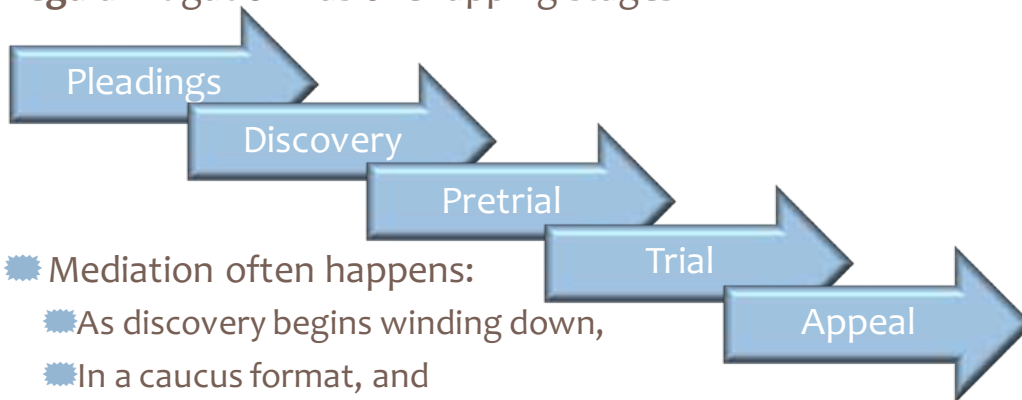 Pleadings
Discovery
Pretrial
Trial
Appeal
Mediation often happens:
As discovery begins winding down,
In a caucus format, and